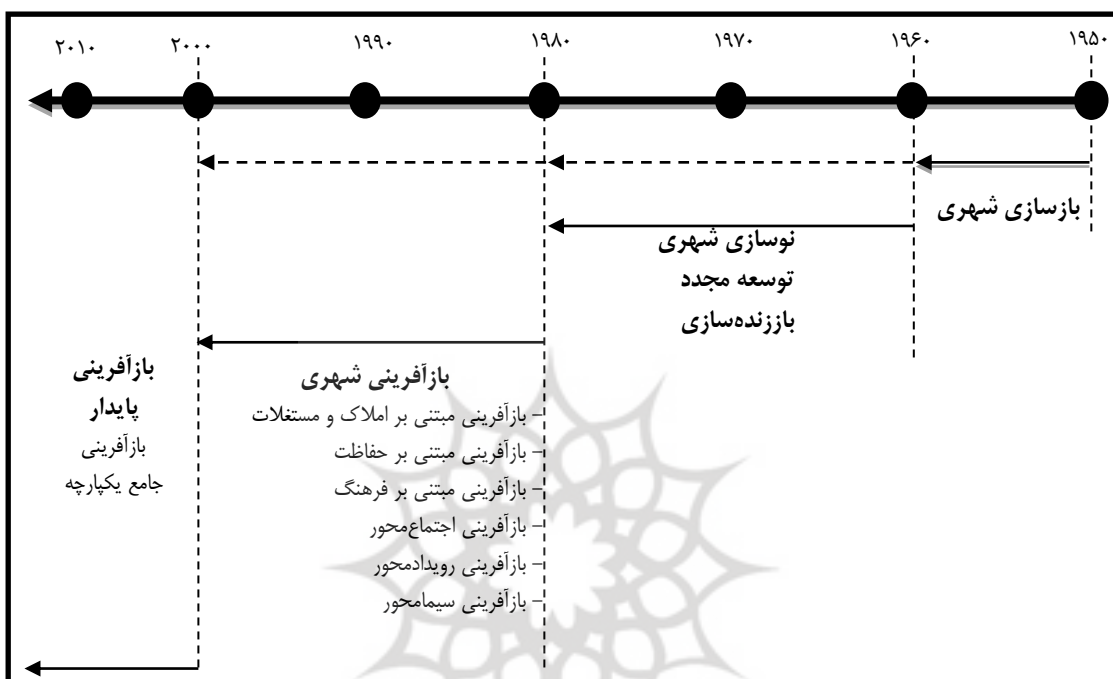 ۱۹۵۰
۱۹۶۰
۱۹۷۰
۱۹۸۰
۱۹۹۰
۲۰۰۰
۲۰۱۰
بازسازی شهری
نوسازی شهری
توسعه مجدد
باززنده‌سازی
بازآفرینی شهری
- بازآفرینی مبتنی بر املاک و مستغلات
- بازآفرینی مبتنی بر حفاظت
- بازآفرینی مبتنی بر فرهنگ
- بازآفرینی اجتماع‌محور
- بازآفرینی رویدادمحور
- بازآفرینی سیمامحور
بازآفرینی
پایدار
بازآفرینی
جامع یکپارچه